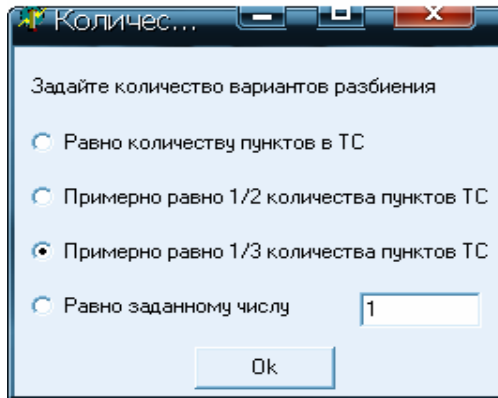 Количес...
Задайте количество вариантов разбиения
Равно количеству пунктов в ТС
Примерно равно 1/2 количества пунктов ТС
Примерно равно 1/3 количества пунктов ТС
Равно заданному числу 1
Ok